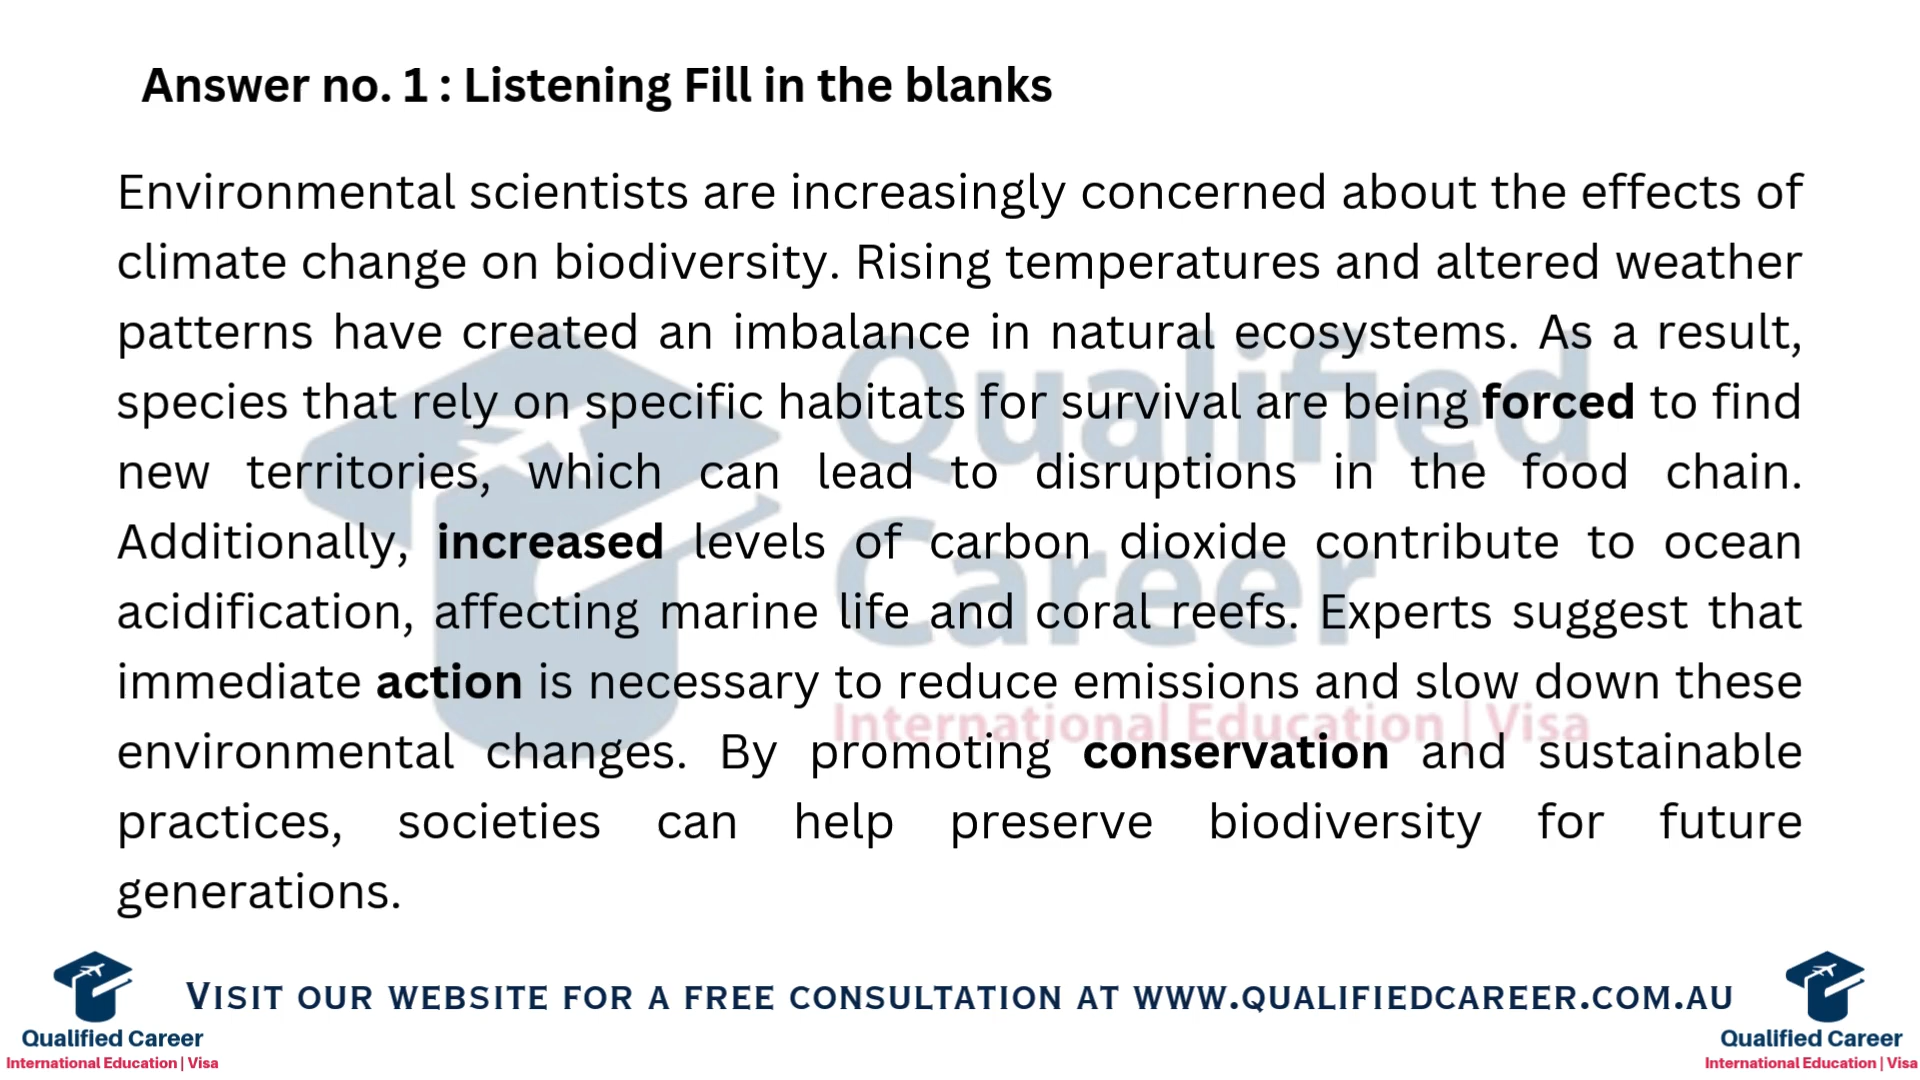 Answer no. 1 : Listening Fill in the blanks
Environmental scientists are increasingly concerned about the effects of
climate change on biodiversity. Rising temperatures and altered weather
patterns have created an imbalance in natural ecosystems. As a result,
species that rely on specific habitats for survival are being forced to find
new territories, which can lead to disruptions in the food chain.
Additionally, increased levels of carbon dioxide contribute to ocean
acidification, affecting marine life and coral reefs. Experts suggest that
immediate action is necessary to reduce emissions and slow down these
environmental changes. By promoting conservation and sustainable
practices, societies can help preserve biodiversity for future
generations.
Qualified
Career
International Education | Visa
VISIT OUR WEBSITE FOR A FREE CONSULTATION AT WWW.QUALIFIEDCAREER.COM.AU
Qualified Career
International Education | Visa
Qualified Career
International Education | Visa